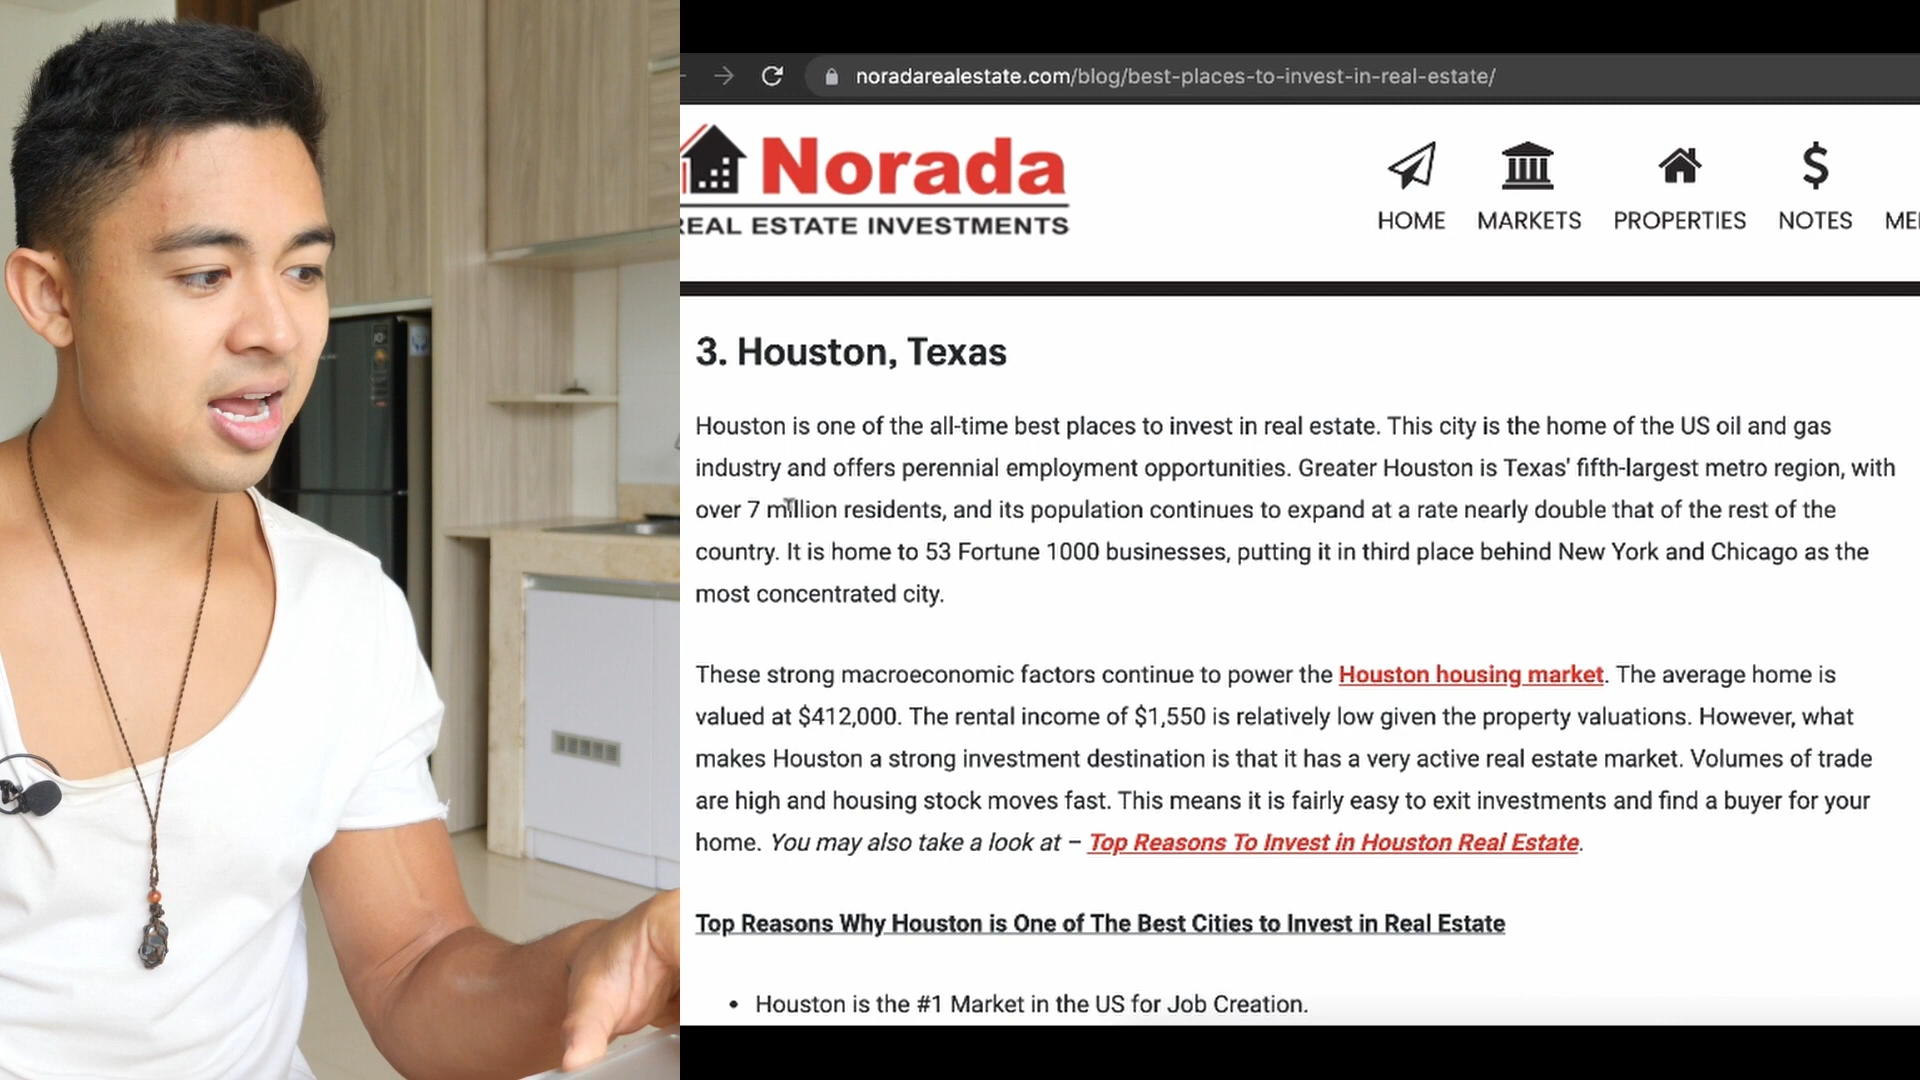 noradarealestate.com/blog/best-places-to-invest-in-real-estate/
Norada
REAL ESTATE INVESTMENTS
HOME MARKETS PROPERTIES NOTES
3. Houston, Texas
Houston is one of the all-time best places to invest in real estate. This city is the home of the US oil and gas
industry and offers perennial employment opportunities. Greater Houston is Texas' fifth-largest metro region, with
over 7 million residents, and its population continues to expand at a rate nearly double that of the rest of the
country. It is home to 53 Fortune 1000 businesses, putting it in third place behind New York and Chicago as the
most concentrated city.
These strong macroeconomic factors continue to power the Houston housing market. The average home is
valued at $412,000. The rental income of $1,550 is relatively low given the property valuations. However, what
makes Houston a strong investment destination is that it has a very active real estate market. Volumes of trade
are high and housing stock moves fast. This means it is fairly easy to exit investments and find a buyer for your
home. You may also take a look at – Top Reasons To Invest in Houston Real Estate.
Top Reasons Why Houston is One of The Best Cities to Invest in Real Estate
• Houston is the #1 Market in the US for Job Creation.